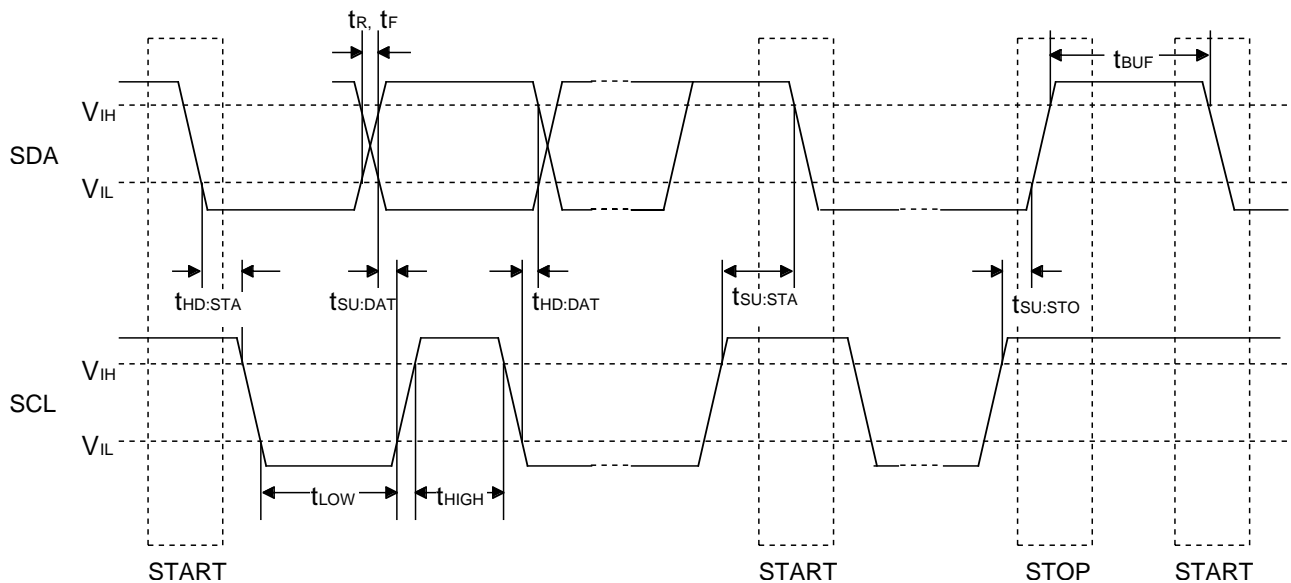 tR, tF
tBUF
VIH
SDA
VIL
tHD:STA
tSU:DAT
tHD:DAT
tSU:STA
tSU:STO
VIH
SCL
VIL
tLOW
tHIGH
START
START
STOP
START